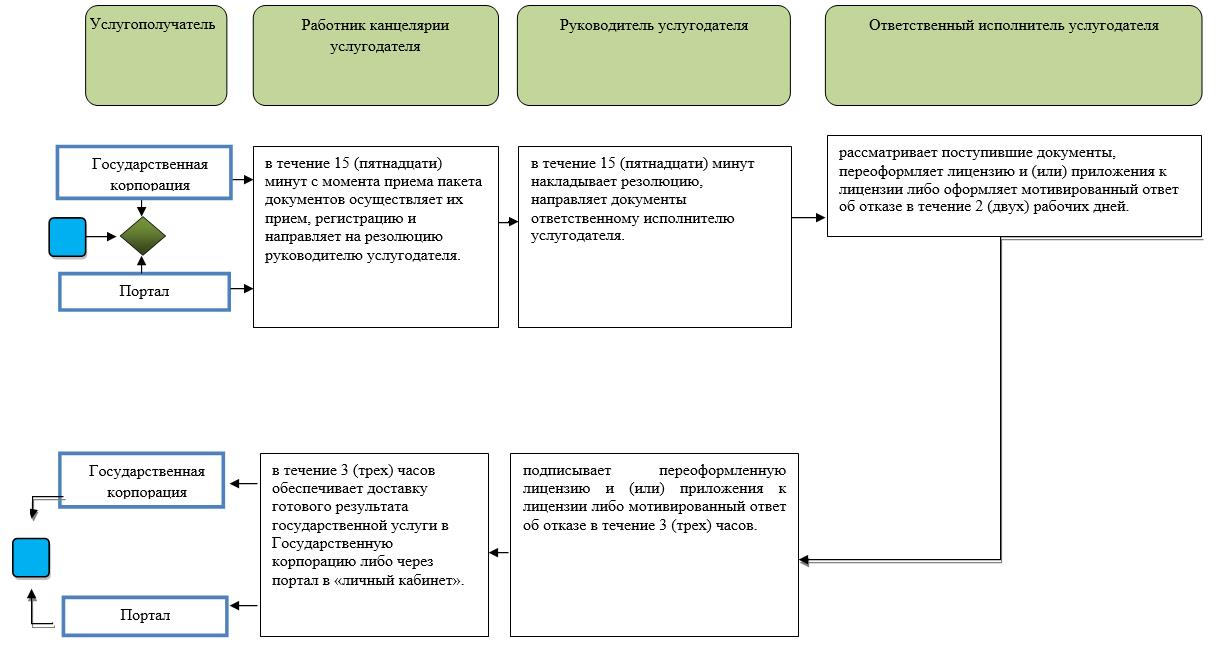 Услугополучатель
Работник канцелярии
услугодателя
Руководитель услугодателя
Ответственный исполнитель услугодателя
Государственная
корпорация
Портал
в течение 15 (пятнадцати)
минут с момента приема пакета
документов осуществляет их
прием, регистрацию и
направляет на резолюцию
руководителю услугодателя.
в течение 15 (пятнадцати) минут
накладывает резолюцию,
направляет документы
ответственному исполнителю
услугодателя.
рассматривает поступившие документы,
переоформляет лицензию и (или) приложения к
лицензии либо оформляет мотивированный ответ
об отказе в течение 2 (двух) рабочих дней.
Государственная
корпорация
Портал
в течение 3 (трех) часов
обеспечивает доставку
готового результата
государственной услуги в
Государственную
корпорацию либо через
портал в «личный кабинет».
подписывает переоформленную
лицензию и (или) приложения к
лицензии либо мотивированный ответ
об отказе в течение 3 (трех) часов.